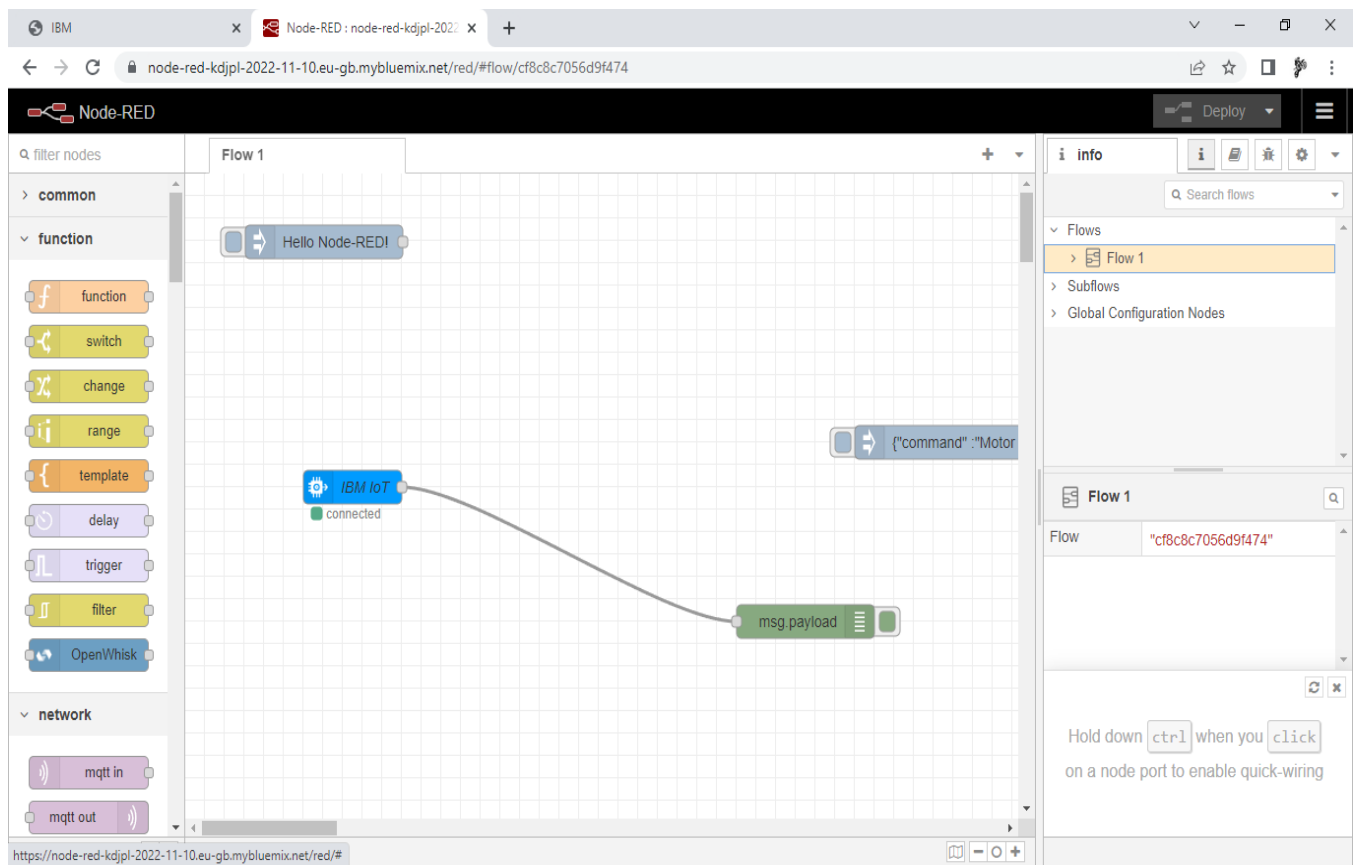 IBM
Node-RED : node-red-kdjpl-2022
node-red-kdjpl-2022-11-10.eu-gb.mybluemix.net/red/#flow/cf8c8c7056d9f474
Node-RED
Deploy
filter nodes
Flow 1
i info
i
Search flows
common
function
function
switch
change
range
template
delay
trigger
filter
OpenWhisk
network
mqtt in
mqtt out
Hello Node-RED!
{"command" :"Motor
IBM IoT
connected
msg.payload
Flows
Flow 1
Subflows
Global Configuration Nodes
Flow 1
Flow "cf8c8c7056d9f474"
Hold down ctrl when you click
on a node port to enable quick-wiring
https://node-red-kdjpl-2022-11-10.eu-gb.mybluemix.net/red/#